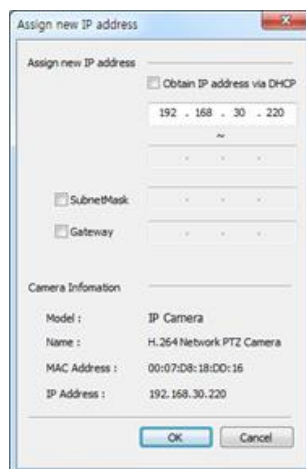 Assign new IP address
Assign new IP address
Obtain IP address via DHCP
192 . 168 . 30 . 220
~
. . .
SubnetMask . . .
Gateway . . .
Camera Infomation
Model : IP Camera
Name : H.264 Network PTZ Camera
MAC Address : 00:07:D8:18:DD:16
IP Address : 192.168.30.220
OK Cancel